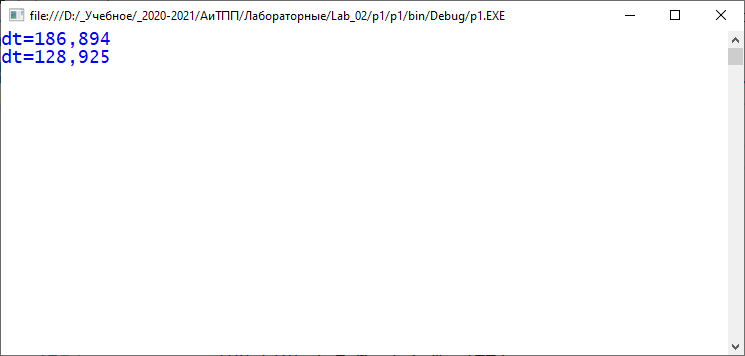 file:///D:/_Учебное/_2020-2021/АиТПП/Лабораторные/Lab_02/p1/p1/bin/Debug/p1.EXE
dt=186,894
dt=128,925